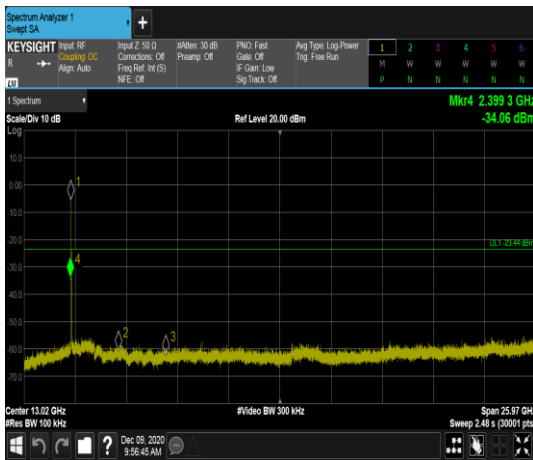 Spectrum Analyzer 1
Swept SA
+
KEYSIGHT
R
LXI
Input: RF
Coupling: DC
Align: Auto
Input Z: 50 Ω
Corrections: Off
Freq Ref: Int (S)
NFE: Off
#Atten: 30 dB
Preamp: Off
PNO: Fast
Gate: Off
IF Gain: Low
Sig Track: Off
Avg Type: Log-Power
Trig: Free Run
1 2 3 4 5 6
M W W W W W
P N N N N N
1 Spectrum
Mkr4 2.399 3 GHz
Scale/Div 10 dB
Ref Level 20.00 dBm
-34.06 dBm
Log
10.0
0.00
1
-10.0
-20.0
DL1 -23.44 dBm
4
-30.0
-40.0
-50.0
2
3
-60.0
-70.0
Center 13.02 GHz
#Video BW 300 kHz
Span 25.97 GHz
#Res BW 100 kHz
Sweep 2.48 s (30001 pts)
?
Dec 09, 2020
9:56:45 AM